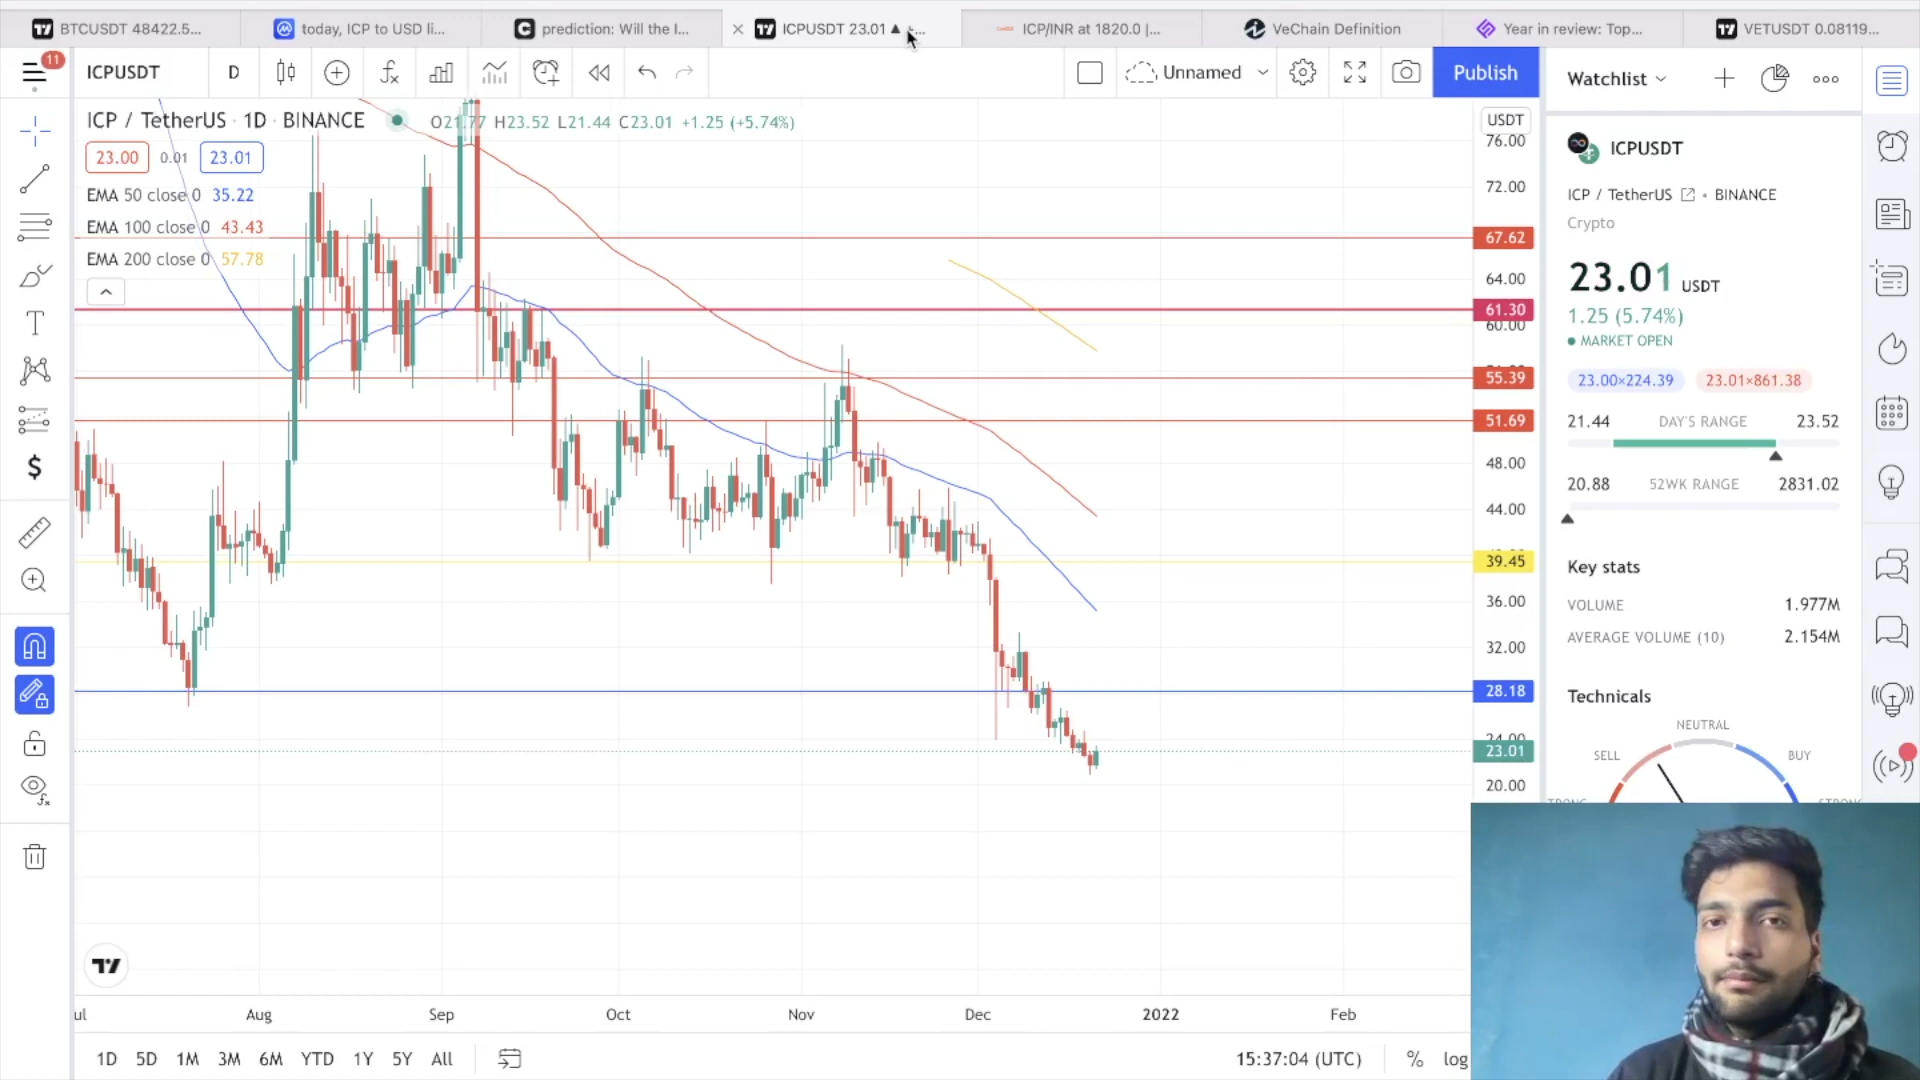 BTCUSDT 48422.5...
today, ICP to USD li...
prediction: Will the I...
ICPUSDT 23.01 ▲
ICP/INR at 1820.0 |...
VeChain Definition
Year in review: Top...
VETUSDT 0.08119...
11
ICPUSDT
D
Unnamed
Publish
Watchlist
ICP / TetherUS · 1D · BINANCE
O21.77 H23.52 L21.44 C23.01 +1.25 (+5.74%)
23.00 0.01 23.01
EMA 50 close 0 35.22
EMA 100 close 0 43.43
EMA 200 close 0 57.78
USDT
76.00
72.00
67.62
64.00
61.30
60.00
55.39
51.69
48.00
44.00
39.45
36.00
32.00
28.18
24.00
23.01
20.00
ICPUSDT
ICP / TetherUS · BINANCE
Crypto
23.01 USDT
1.25 (5.74%)
MARKET OPEN
23.00×224.39 23.01×861.38
21.44 DAY'S RANGE 23.52
20.88 52WK RANGE 2831.02
Key stats
VOLUME 1.977M
AVERAGE VOLUME (10) 2.154M
Technicals
NEUTRAL
SELL BUY
ul Aug Sep Oct Nov Dec 2022 Feb
1D 5D 1M 3M 6M YTD 1Y 5Y All
15:37:04 (UTC) % log